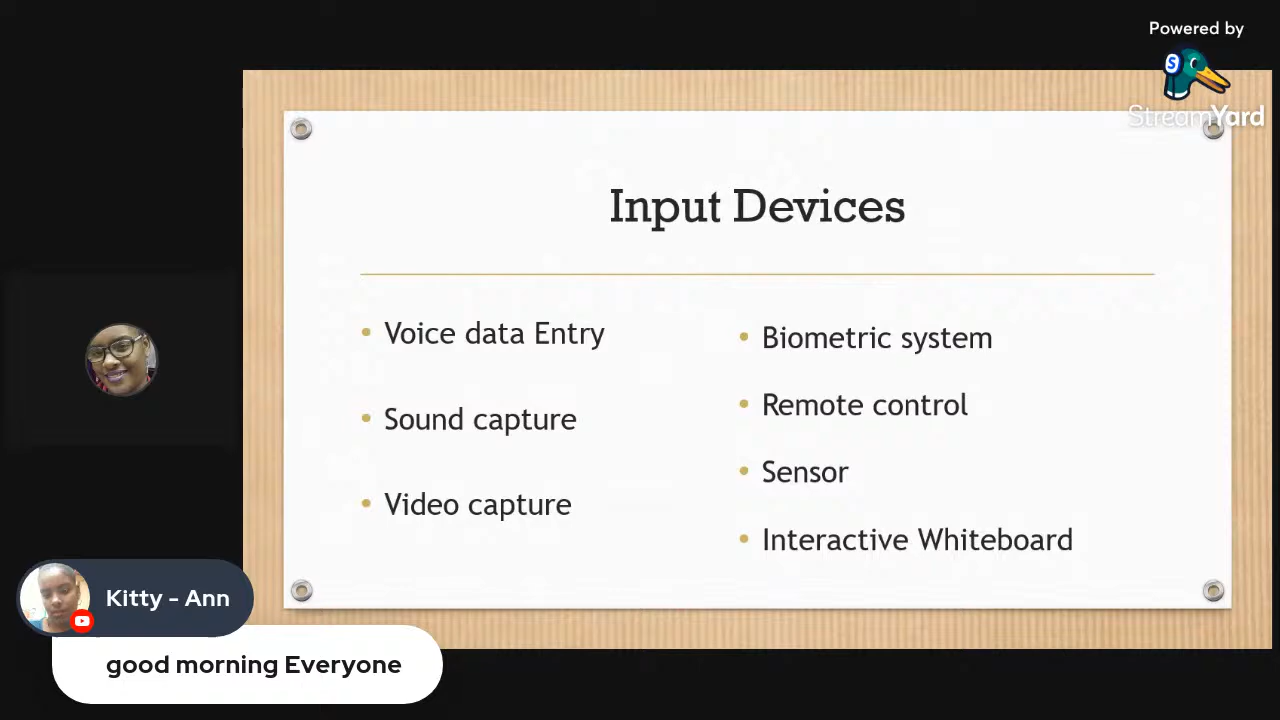 Powered by
StreamYard
Input Devices
• Voice data Entry
• Sound capture
• Video capture
• Biometric system
• Remote control
• Sensor
• Interactive Whiteboard
Kitty - Ann
good morning Everyone